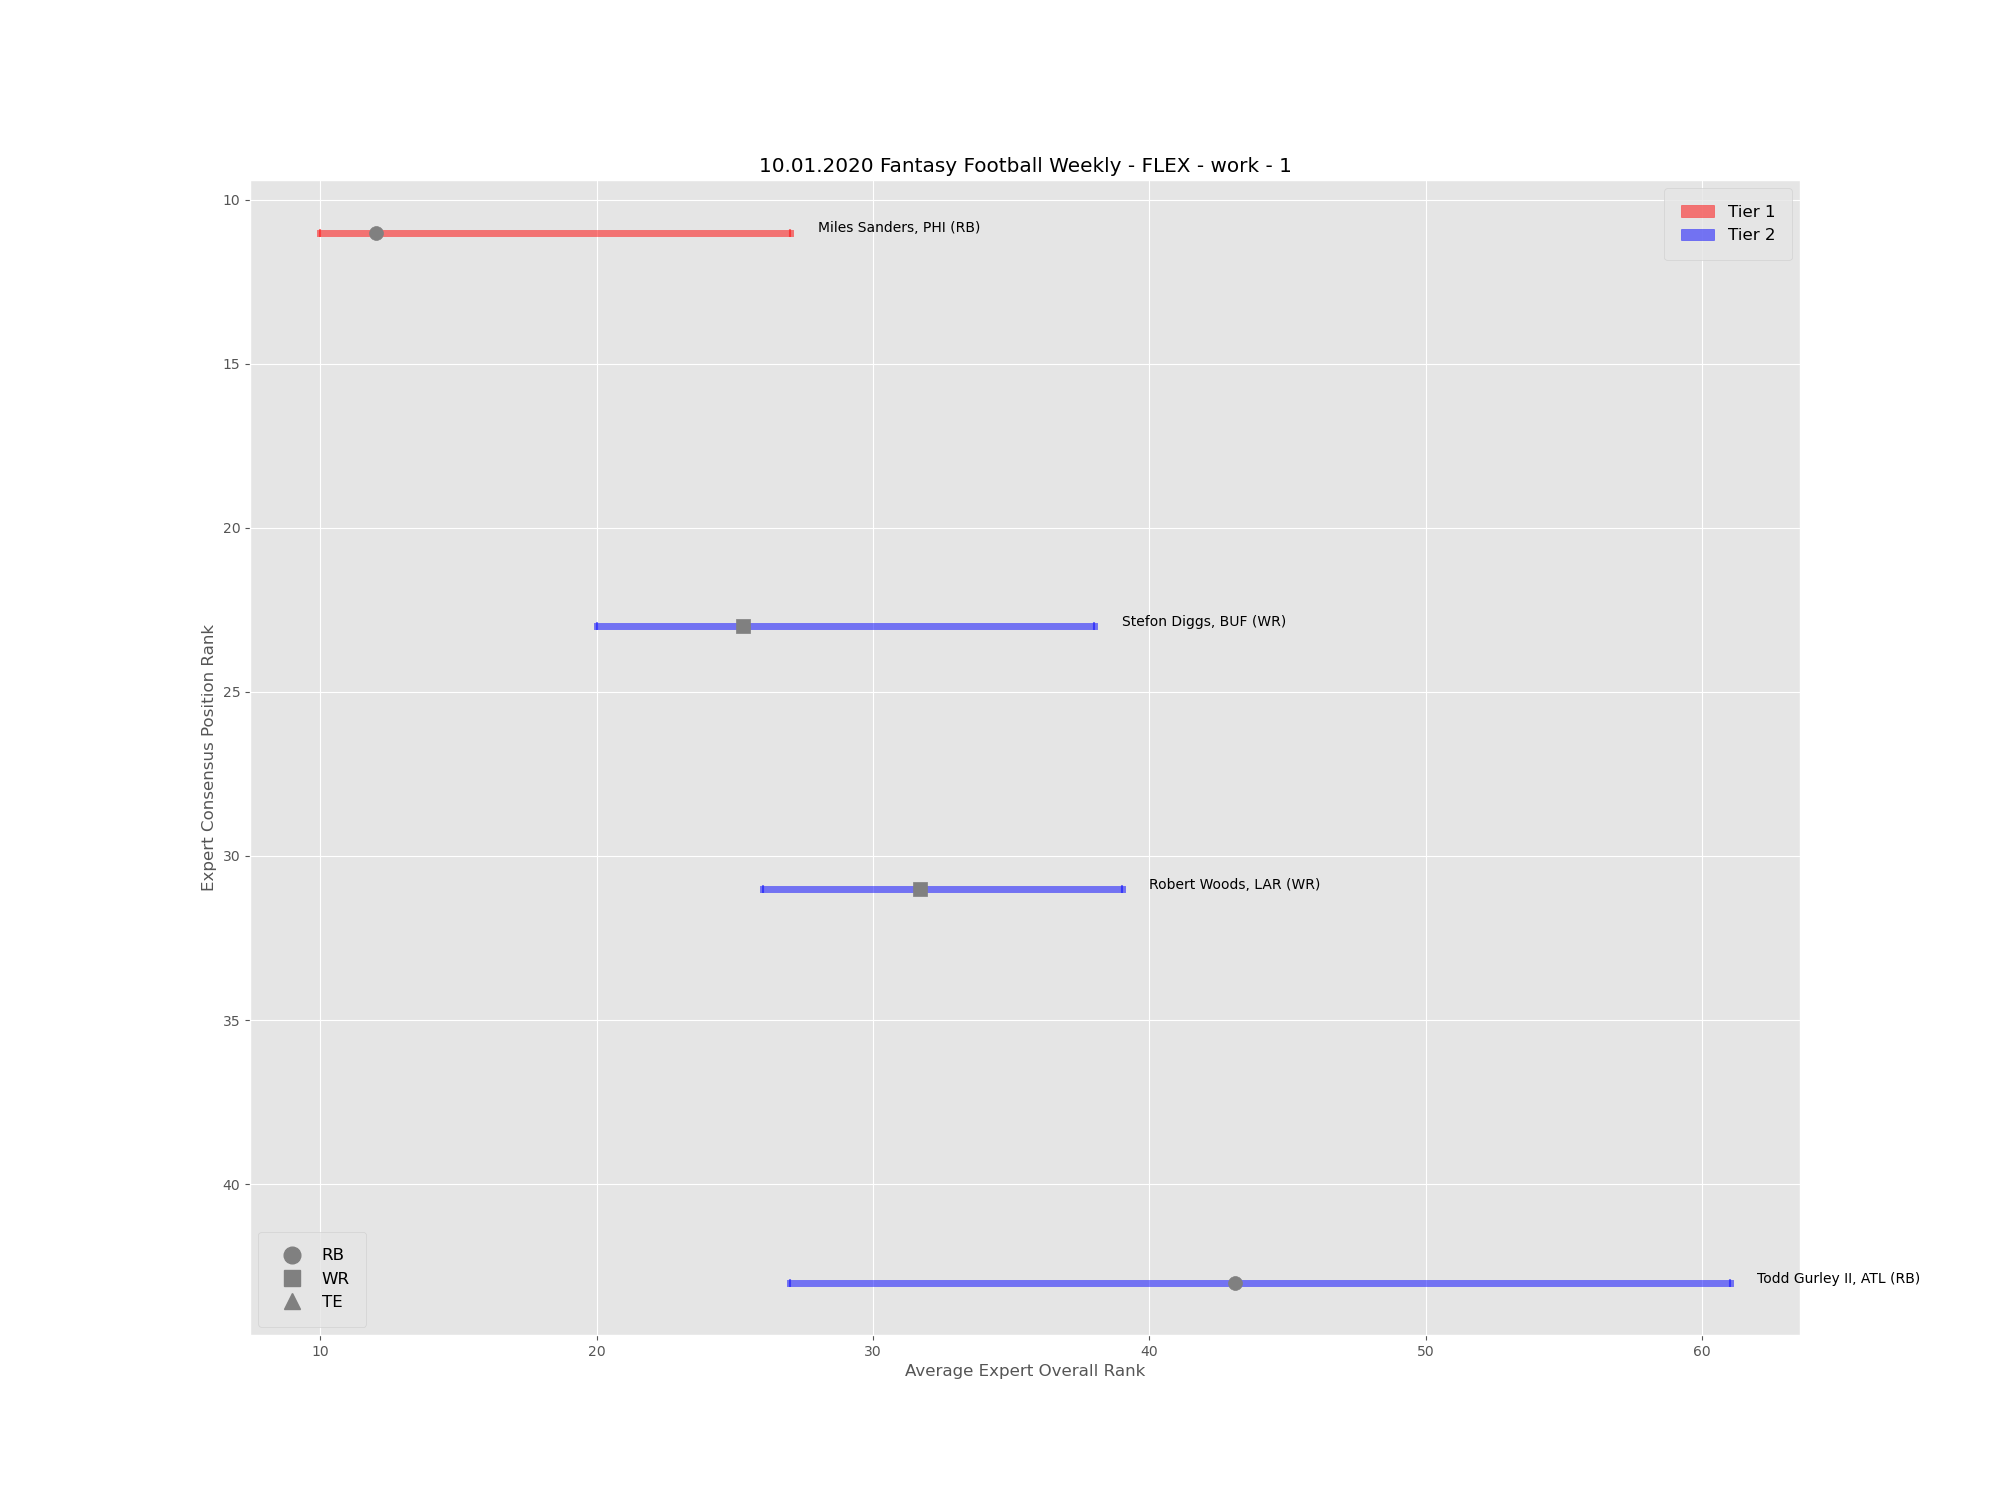 10.01.2020 Fantasy Football Weekly - FLEX - work - 1
Tier 1
Tier 2
Expert Consensus Position Rank
10
15
20
25
30
35
40
Miles Sanders, PHI (RB)
Stefon Diggs, BUF (WR)
Robert Woods, LAR (WR)
Todd Gurley II, ATL (RB)
RB
WR
TE
10
20
30
40
50
60
Average Expert Overall Rank